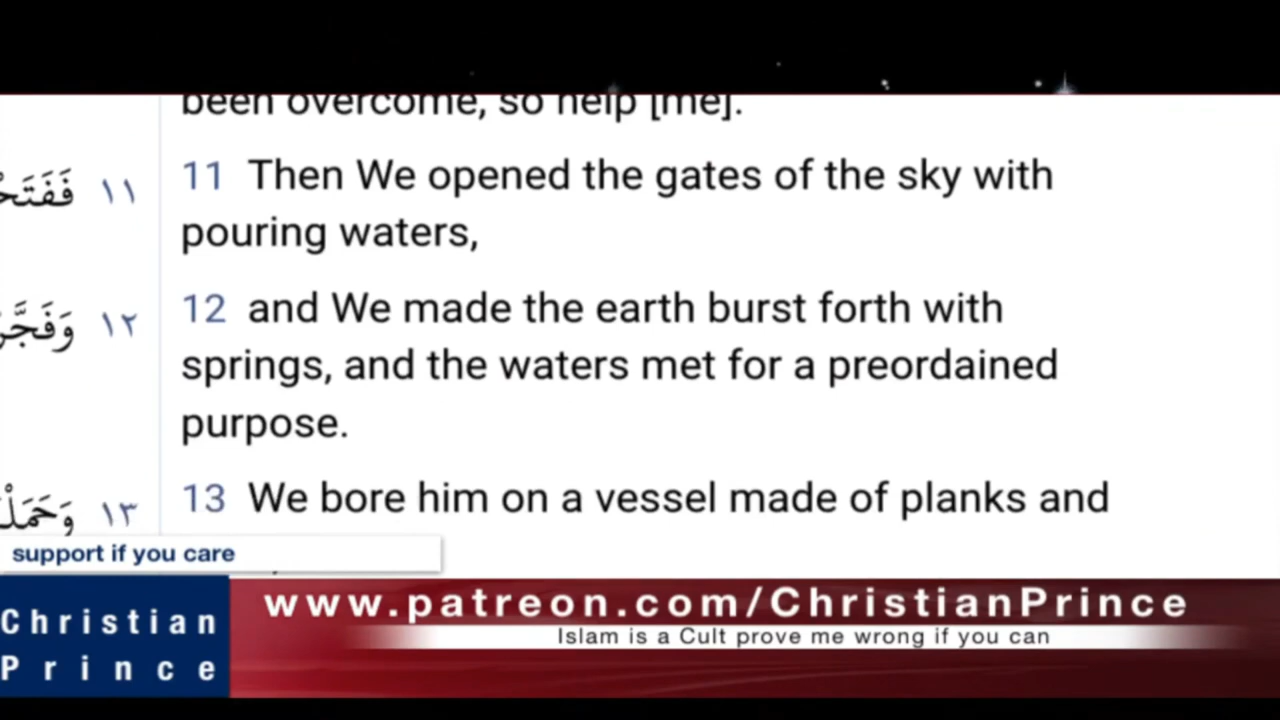 been overcome, so help [me].
١١ 11 Then We opened the gates of the sky with
pouring waters,
١٢ 12 and We made the earth burst forth with
springs, and the waters met for a preordained
purpose.
١٣ 13 We bore him on a vessel made of planks and
support if you care
Christian
Prince
www.patreon.com/ChristianPrince
Islam is a Cult prove me wrong if you can